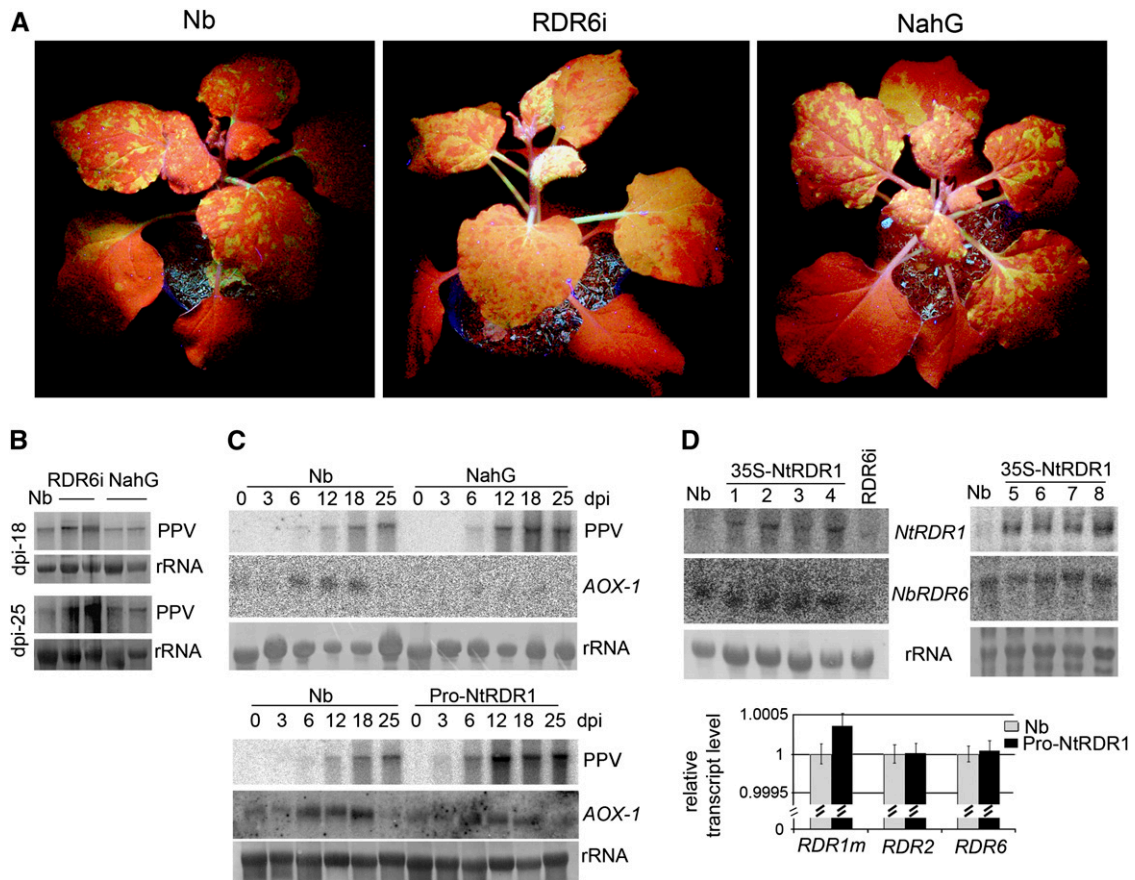 A
Nb
RDR6i
NahG
B
RDR6i NahG
Nb
dpi-18
PPV
rRNA
dpi-25
PPV
rRNA
C
Nb NahG
0 3 6 12 18 25 0 3 6 12 18 25 dpi
PPV
AOX-1
rRNA
Nb Pro-NtRDR1
0 3 6 12 18 25 0 3 6 12 18 25 dpi
PPV
AOX-1
rRNA
D
35S-NtRDR1
Nb 1 2 3 4 RDR6i
35S-NtRDR1
Nb 5 6 7 8
NtRDR1
NbRDR6
rRNA
relative
transcript level
1.0005
1
0.9995
0
Nb
Pro-NtRDR1
RDR1m RDR2 RDR6